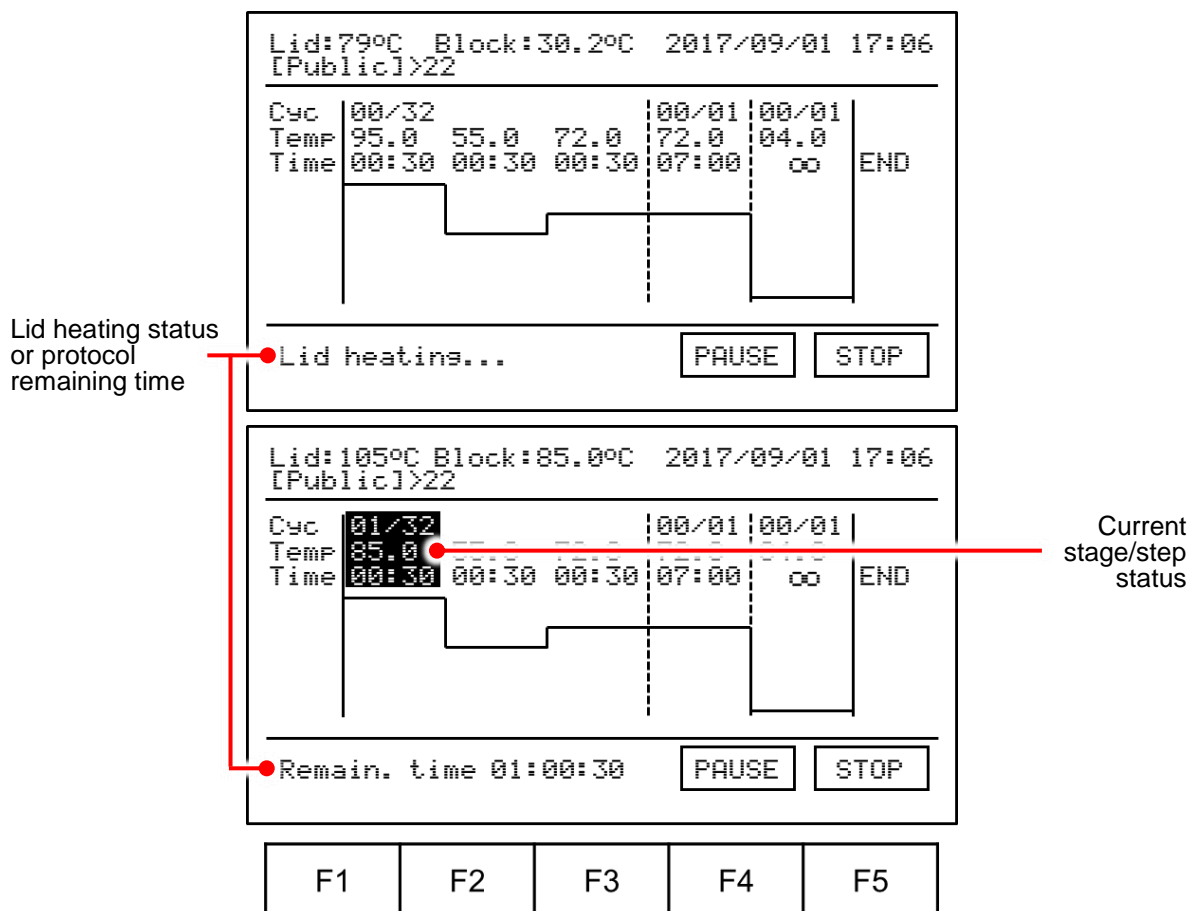 Lid:79ºC Block:30.2ºC 2017/09/01 17:06
[Public]>22
Cyc 00/32 00/01 00/01
Temp 95.0 55.0 72.0 72.0 04.0
Time 00:30 00:30 00:30 07:00 ∞ END
Lid heating status
or protocol
remaining time
Lid heating... PAUSE STOP
Lid:105ºC Block:85.0ºC 2017/09/01 17:06
[Public]>22
Cyc 01/32 00/01 00/01
Temp 85.0
Time 00:30 00:30 00:30 07:00 ∞ END
Current
stage/step
status
Remain. time 01:00:30 PAUSE STOP
F1 F2 F3 F4 F5